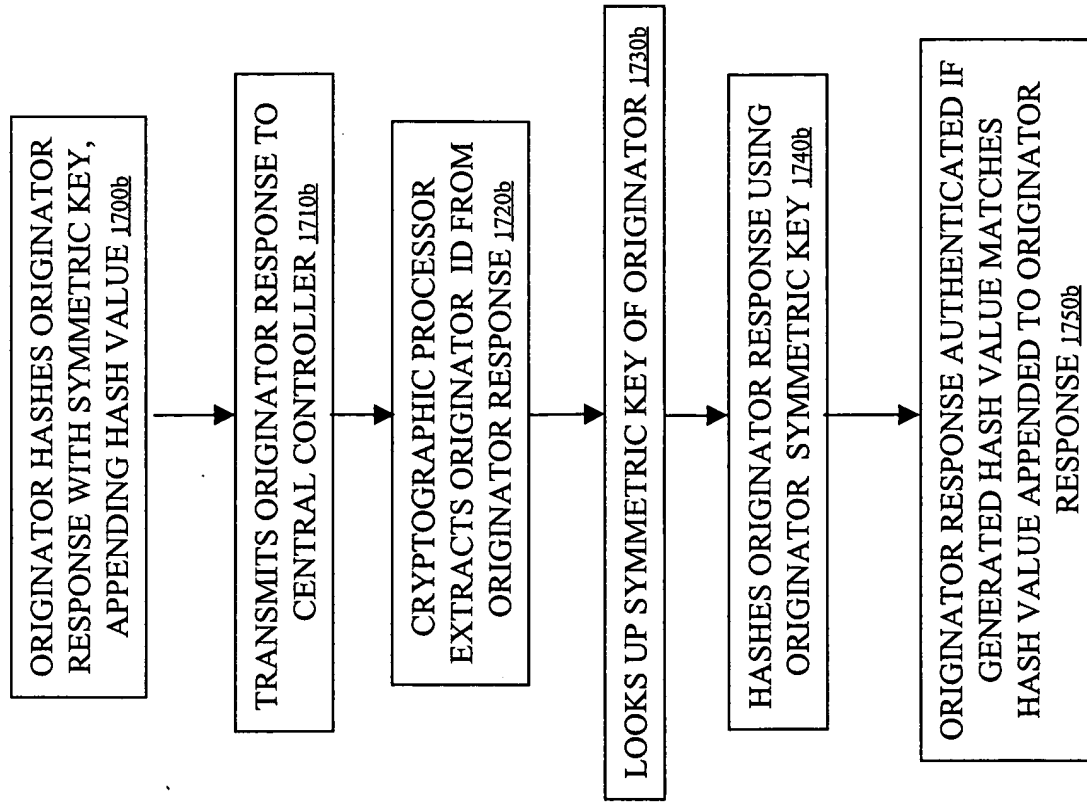 ORIGINATOR HASHES ORIGINATOR
RESPONSE WITH SYMMETRIC KEY,
APPENDING HASH VALUE 1700b
TRANSMITS ORIGINATOR RESPONSE TO
CENTRAL CONTROLLER 1710b
CRYPTOGRAPHIC PROCESSOR
EXTRACTS ORIGINATOR ID FROM
ORIGINATOR RESPONSE 1720b
LOOKS UP SYMMETRIC KEY OF ORIGINATOR 1730b
HASHES ORIGINATOR RESPONSE USING
ORIGINATOR SYMMETRIC KEY 1740b
ORIGINATOR RESPONSE AUTHENTICATED IF
GENERATED HASH VALUE MATCHES
HASH VALUE APPENDED TO ORIGINATOR
RESPONSE 1750b